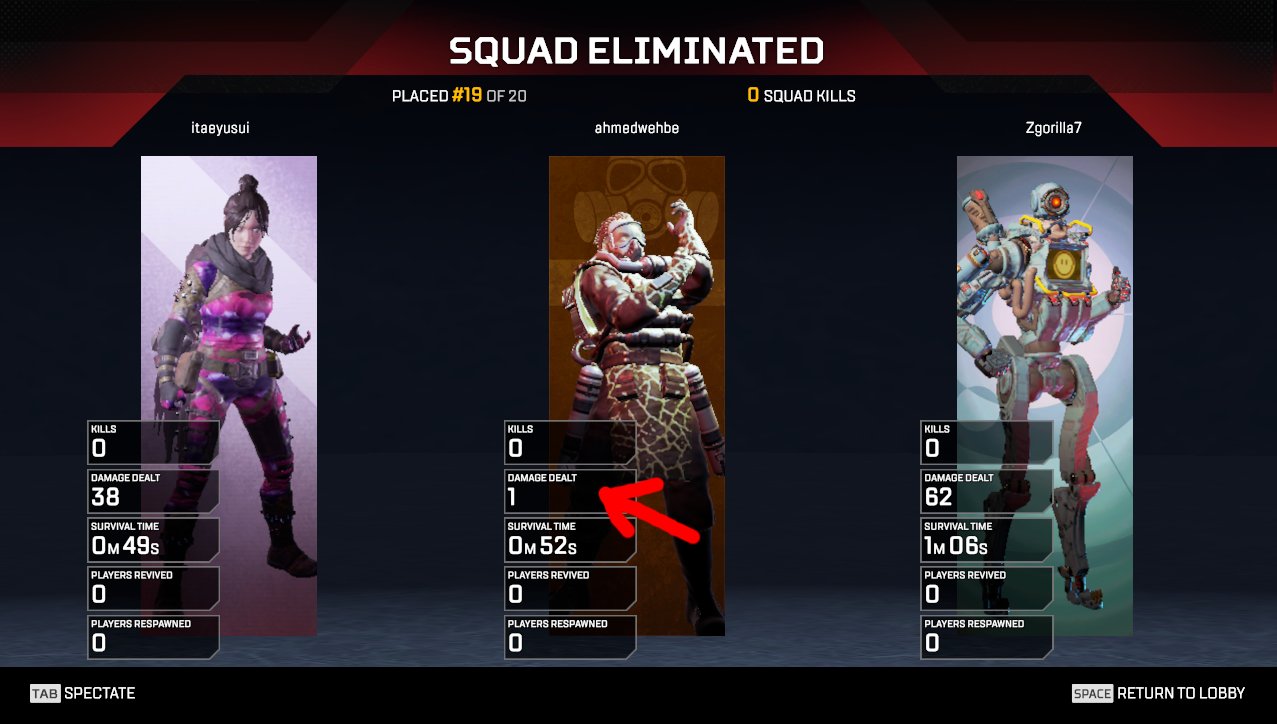 SQUAD ELIMINATED
PLACED #19 OF 20
0 SQUAD KILLS
itaeyusui
ahmedwehbe
Zgorilla7
KILLS
0
DAMAGE DEALT
38
SURVIVAL TIME
0M 49S
PLAYERS REVIVED
0
PLAYERS RESPAWNED
0
KILLS
0
DAMAGE DEALT
1
SURVIVAL TIME
0M 52S
PLAYERS REVIVED
0
PLAYERS RESPAWNED
0
KILLS
0
DAMAGE DEALT
62
SURVIVAL TIME
1M 06S
PLAYERS REVIVED
0
PLAYERS RESPAWNED
0
TAB SPECTATE
SPACE RETURN TO LOBBY